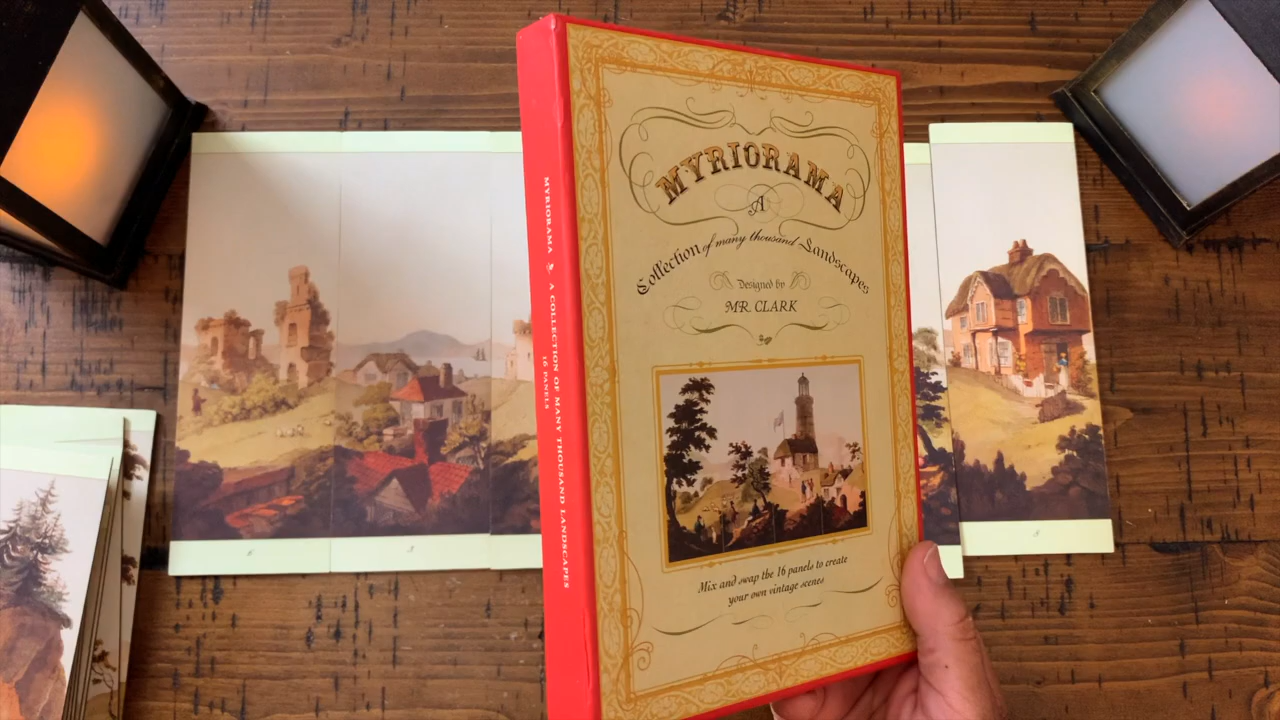 MYRIORAMA A COLLECTION OF MANY THOUSAND LANDSCAPES
16 PANELS
MYRIORAMA
A
Collection of many thousand Landscapes
Designed by
MR. CLARK
Mix and swap the 16 panels to create
your own vintage scenes